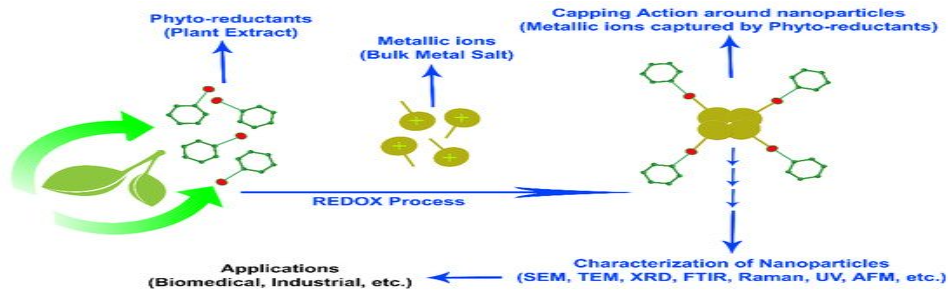 Phyto-reductants
(Plant Extract)
Metallic ions
(Bulk Metal Salt)
Capping Action around nanoparticles
(Metallic ions captured by Phyto-reductants)
+ +
+ +
REDOX Process
Characterization of Nanoparticles
(SEM, TEM, XRD, FTIR, Raman, UV, AFM, etc.)
Applications
(Biomedical, Industrial, etc.)